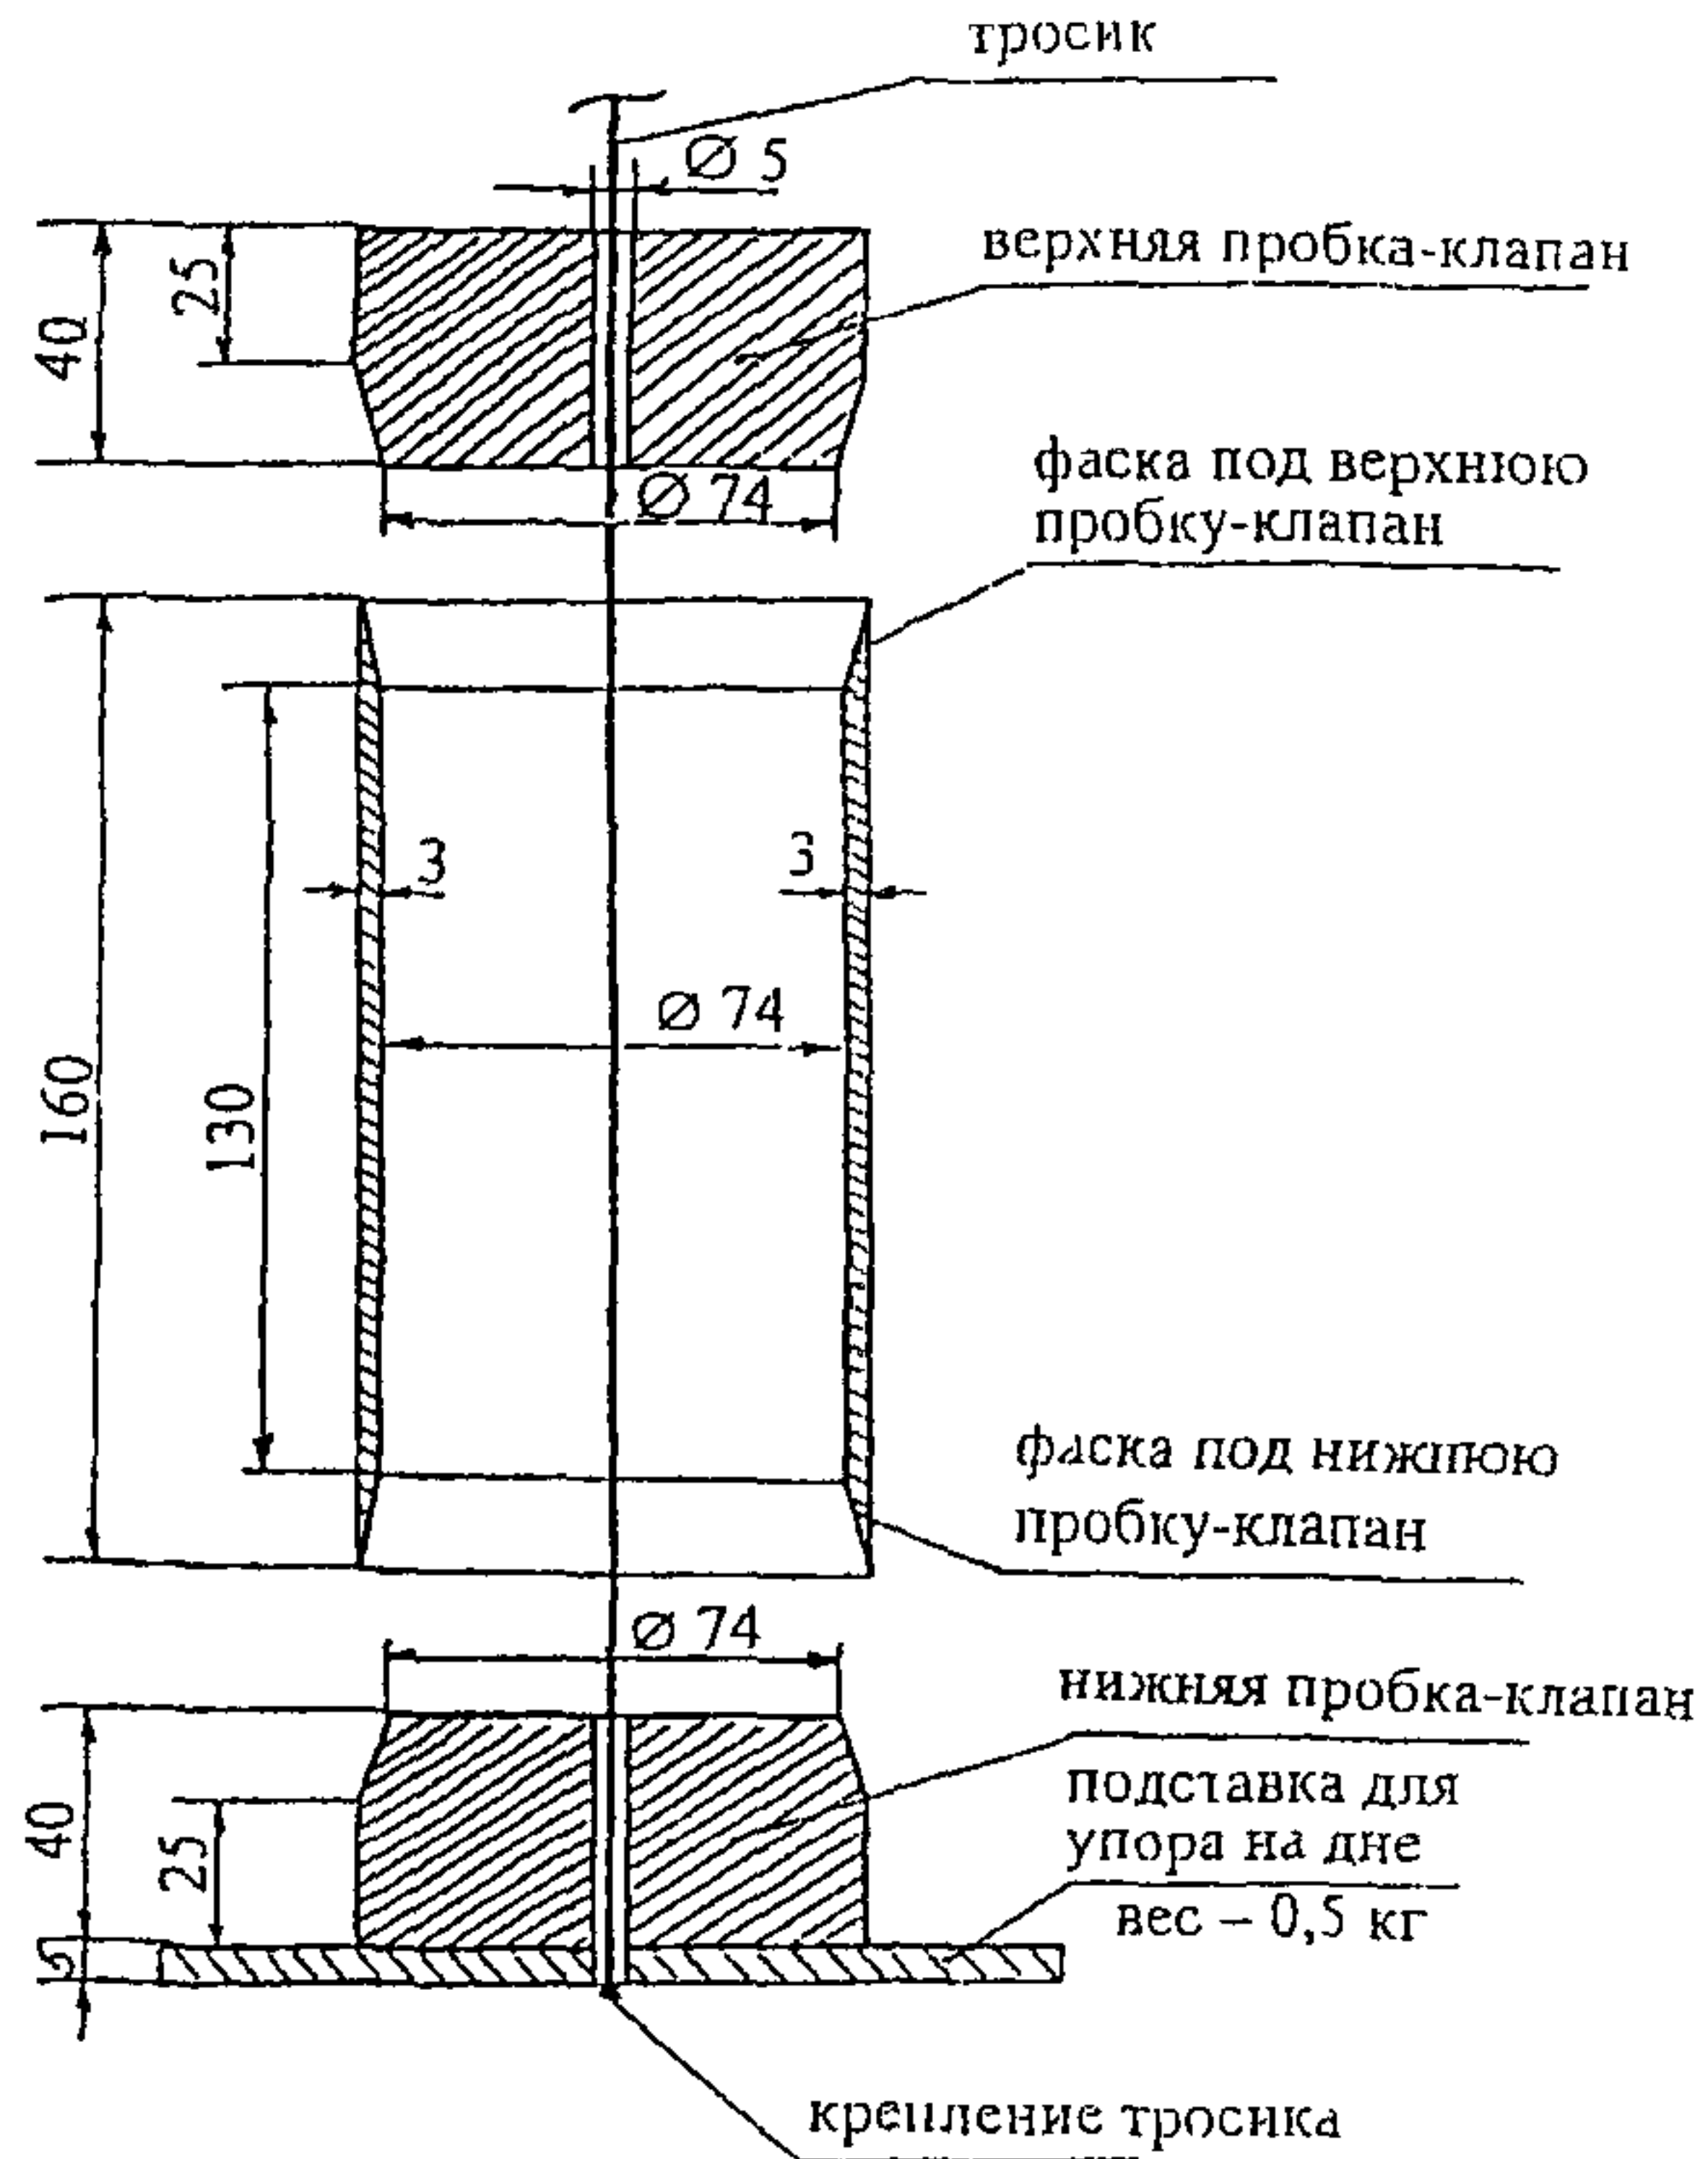 тросик
Ø 5
верхняя пробка-клапан
25
40
Ø 74
фаска под верхнюю
пробку-клапан
3
3
Ø 74
160
130
фаска под нижнюю
пробку-клапан
Ø 74
нижняя пробка-клапан
подставка для
упора на дне
вес – 0,5 кг
40
25
5
крепление тросика